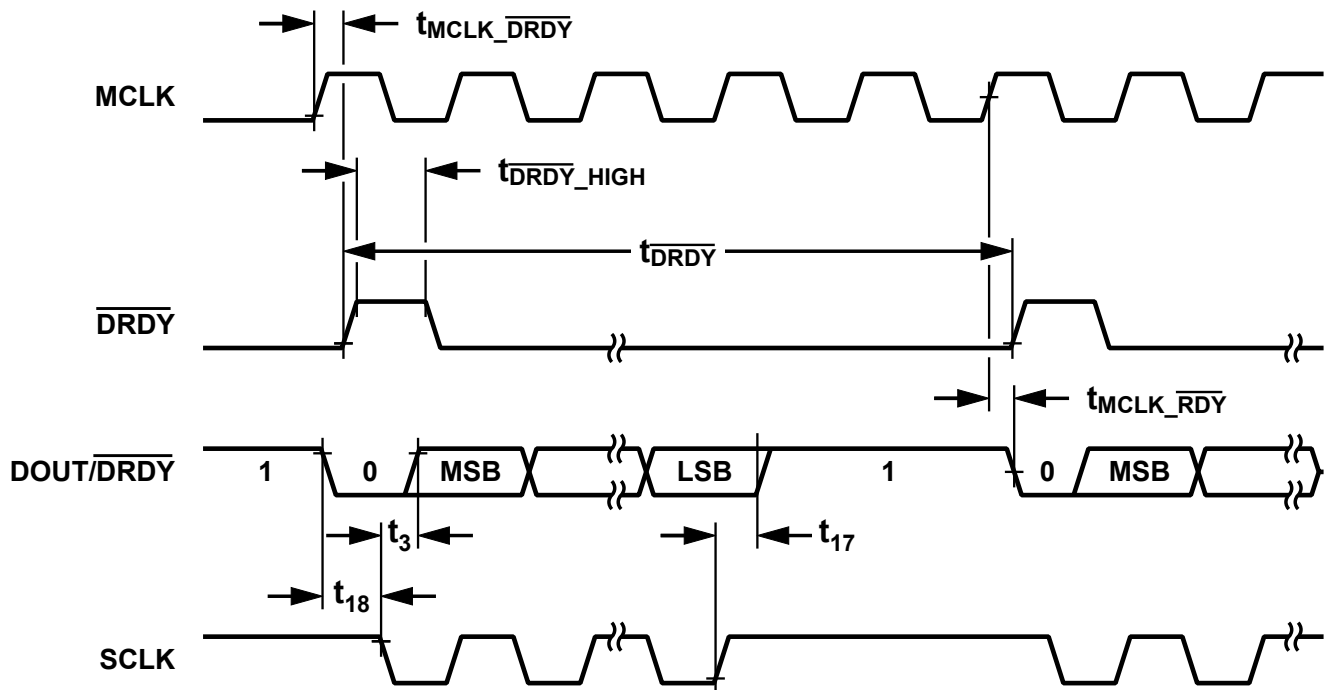 tMCLK_DRDY
MCLK
tDRDY_HIGH
tDRDY
DRDY
tMCLK_RDY
DOUT/DRDY
1 0 MSB LSB 1 0 MSB
t3
t17
t18
SCLK